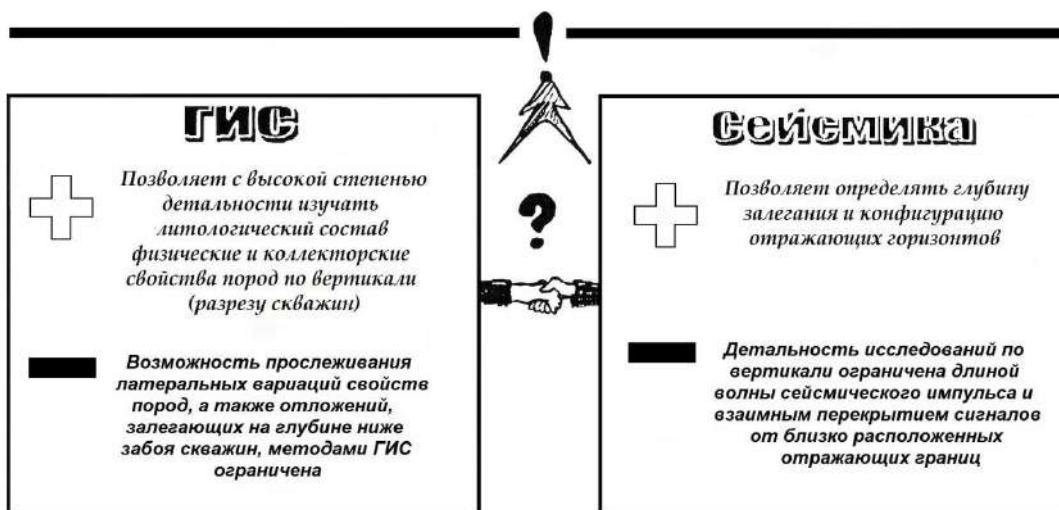 !
ГИС
Позволяет с высокой степенью
детальности изучать
литологический состав
физические и коллекторские
свойства пород по вертикали
(разрезу скважин)
Возможность прослеживания
латеральных вариаций свойств
пород, а также отложений,
залегающих на глубине ниже
забоя скважин, методами ГИС
ограничена
?
Сейсмика
Позволяет определять глубину
залегания и конфигурацию
отражающих горизонтов
Детальность исследований по
вертикали ограничена длиной
волны сейсмического импульса и
взаимным перекрытием сигналов
от близко расположенных
отражающих границ